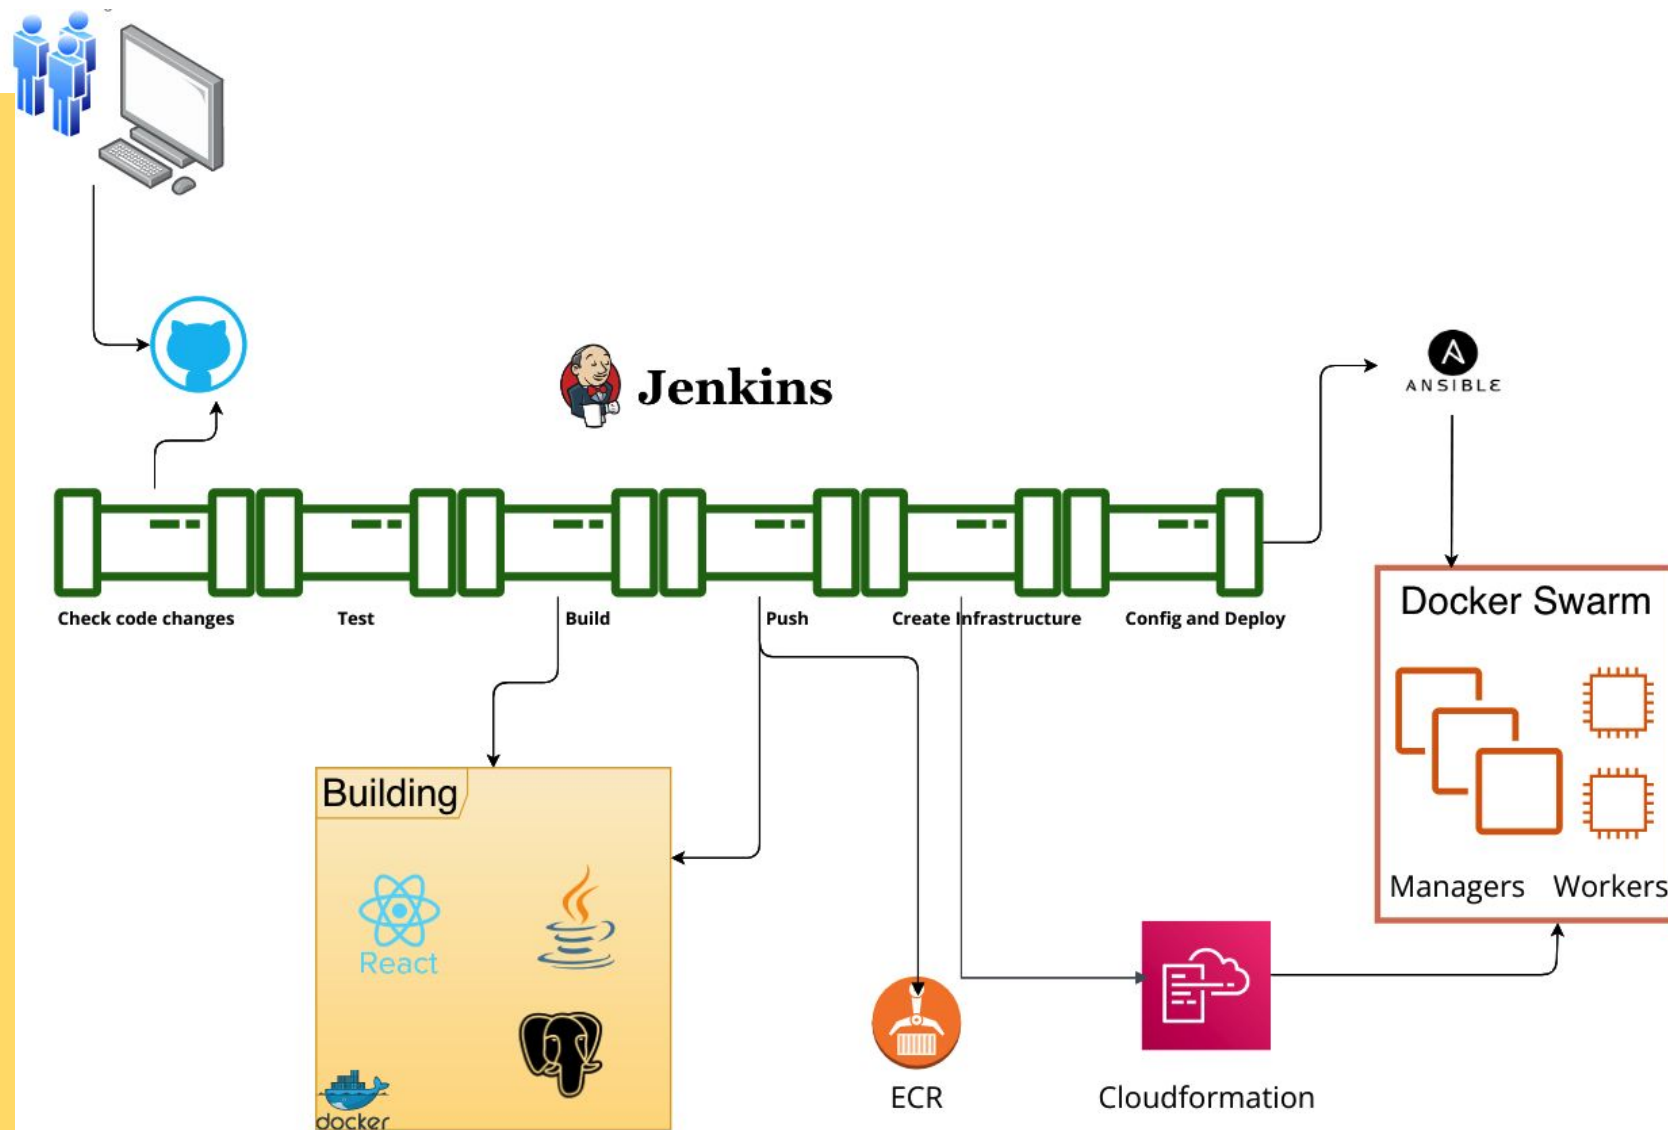 Jenkins
ANSIBLE
Check code changes
Test
Build
Push
Create Infrastructure
Config and Deploy
Docker Swarm
Managers
Workers
Building
React
docker
ECR
Cloudformation